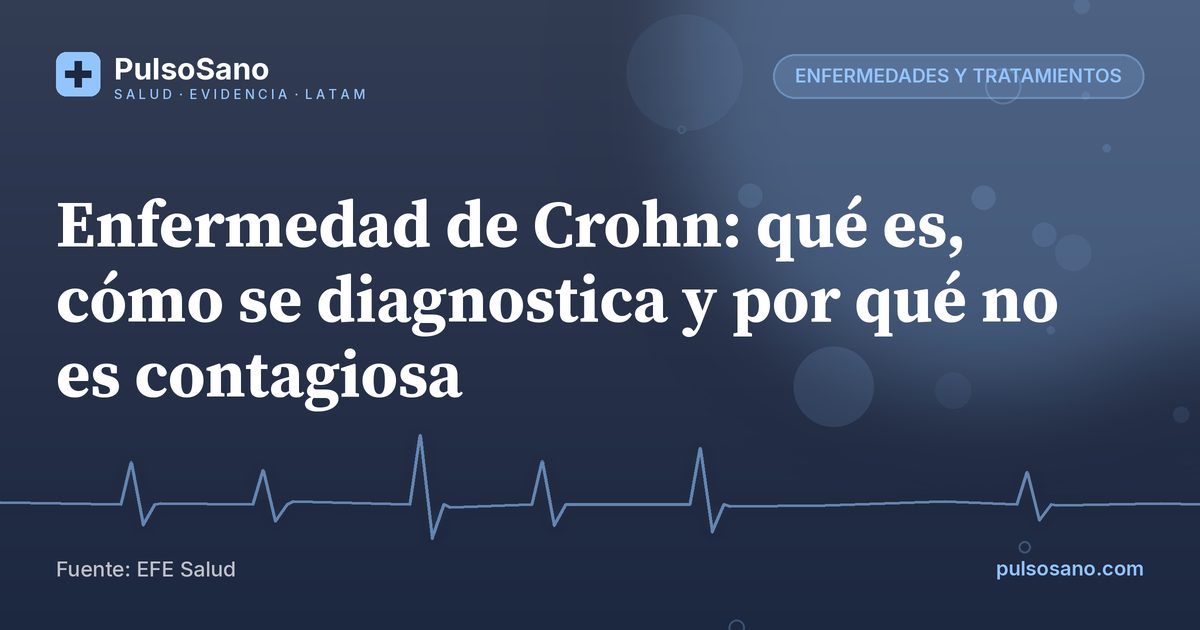 PulsoSano
SALUD · EVIDENCIA · LATAM
ENFERMEDADES Y TRATAMIENTOS
Enfermedad de Crohn: qué es,
cómo se diagnostica y por qué no
es contagiosa
Fuente: EFE Salud
pulsosano.com